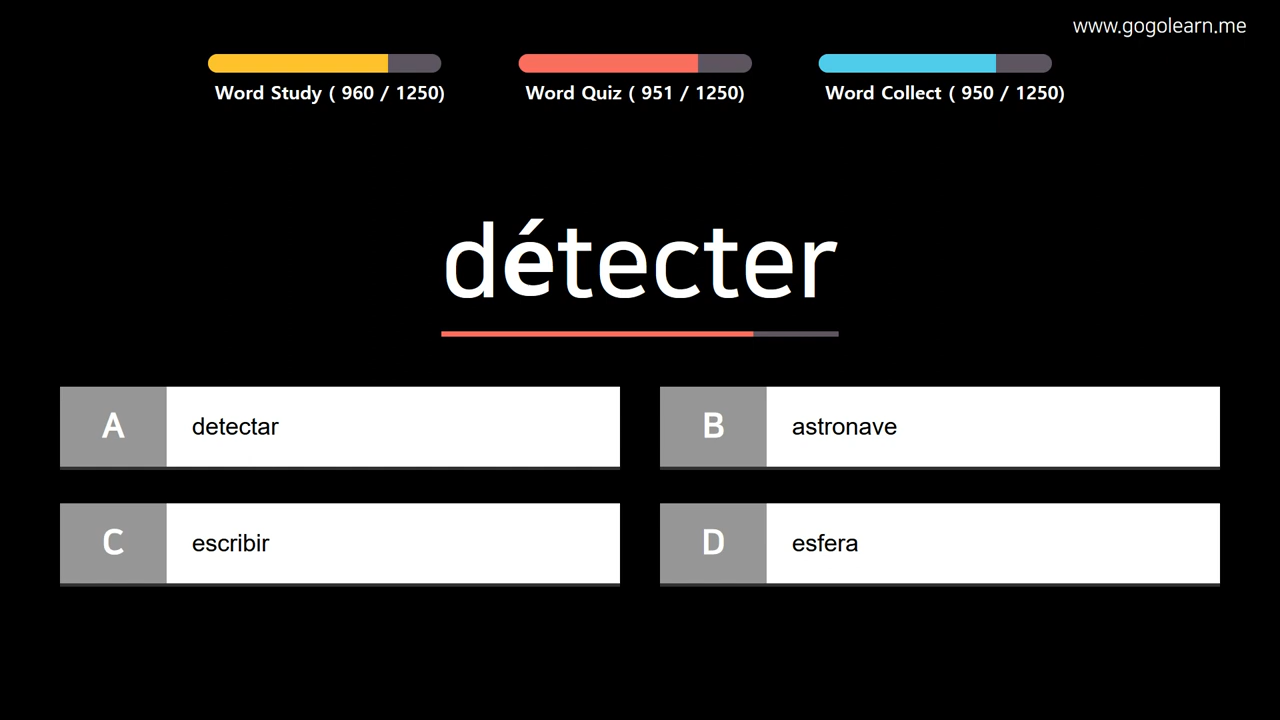 www.gogolearn.me
Word Study ( 960 / 1250)
Word Quiz ( 951 / 1250)
Word Collect ( 950 / 1250)
détecter
A detectar
B astronave
C escribir
D esfera